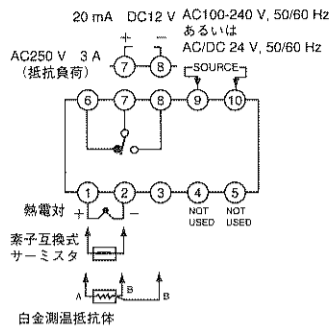 20 mA DC12 V AC100-240 V, 50/60 Hz
あるいは
AC/DC 24 V, 50/60 Hz
+ −
AC250 V 3 A
(抵抗負荷)
7 8
SOURCE
6 7 8 9 10
1 2 3 4 5
熱電対 + − NOT USED NOT USED
素子互換式
サーミスタ
A B B
白金測温抵抗体